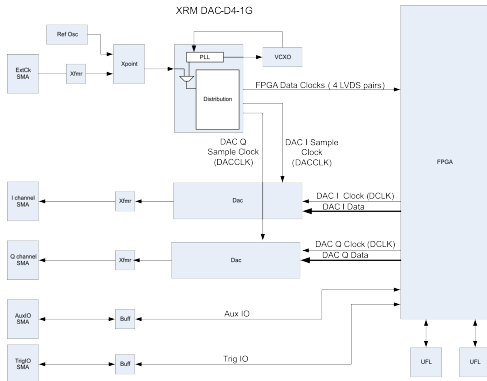 XRM DAC-D4-1G
Ref Osc
ExtCk
SMA
Xfmr
Xpoint
PLL
VCXO
Distribution
FPGA Data Clocks ( 4 LVDS pairs)
DAC Q
Sample Clock
(DACCLK)
DAC I Sample
Clock
(DACCLK)
FPGA
I channel
SMA
Xfmr
Dac
DAC I Clock (DCLK)
DAC I Data
Q channel
SMA
Xfmr
Dac
DAC Q Clock (DCLK)
DAC Q Data
AuxIO
SMA
Buff
Aux IO
TrigIO
SMA
Buff
Trig IO
UFL
UFL